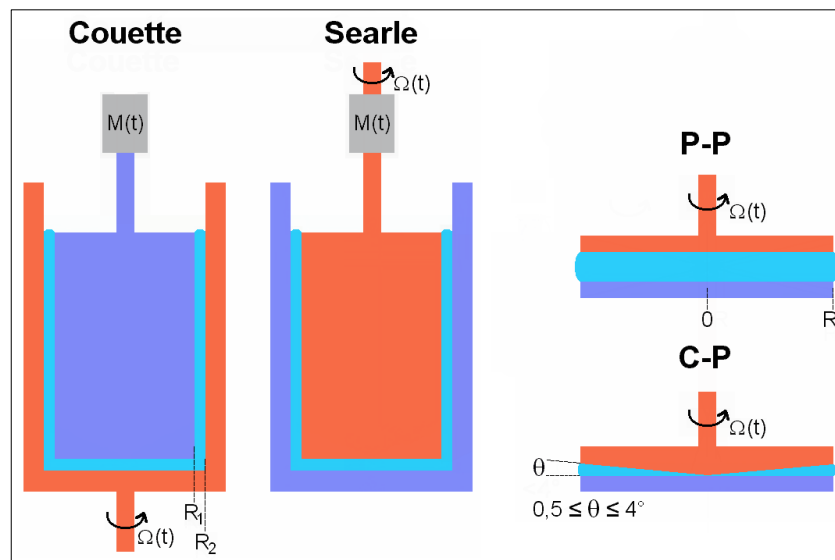 Couette
Searle
Ω(t)
M(t)
M(t)
P-P
Ω(t)
0
R
C-P
Ω(t)
θ
0,5 ≤ θ ≤ 4°
R₁
R₂
Ω(t)